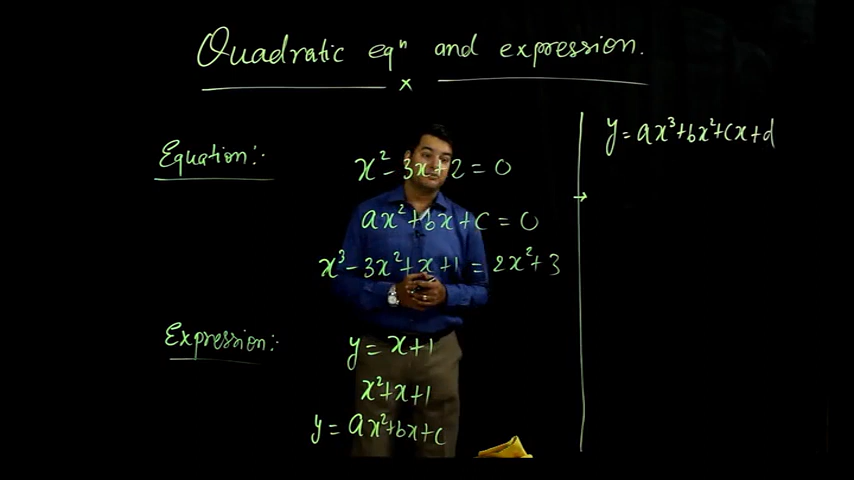 Quadratic eqⁿ and expression.
x
Equation:-
x² - 3x + 2 = 0
ax² + bx + c = 0
x³ - 3x² + x + 1 = 2x² + 3
Expression:-
y = x + 1
x² + x + 1
y = ax² + bx + c
y = ax³ + bx² + cx + d